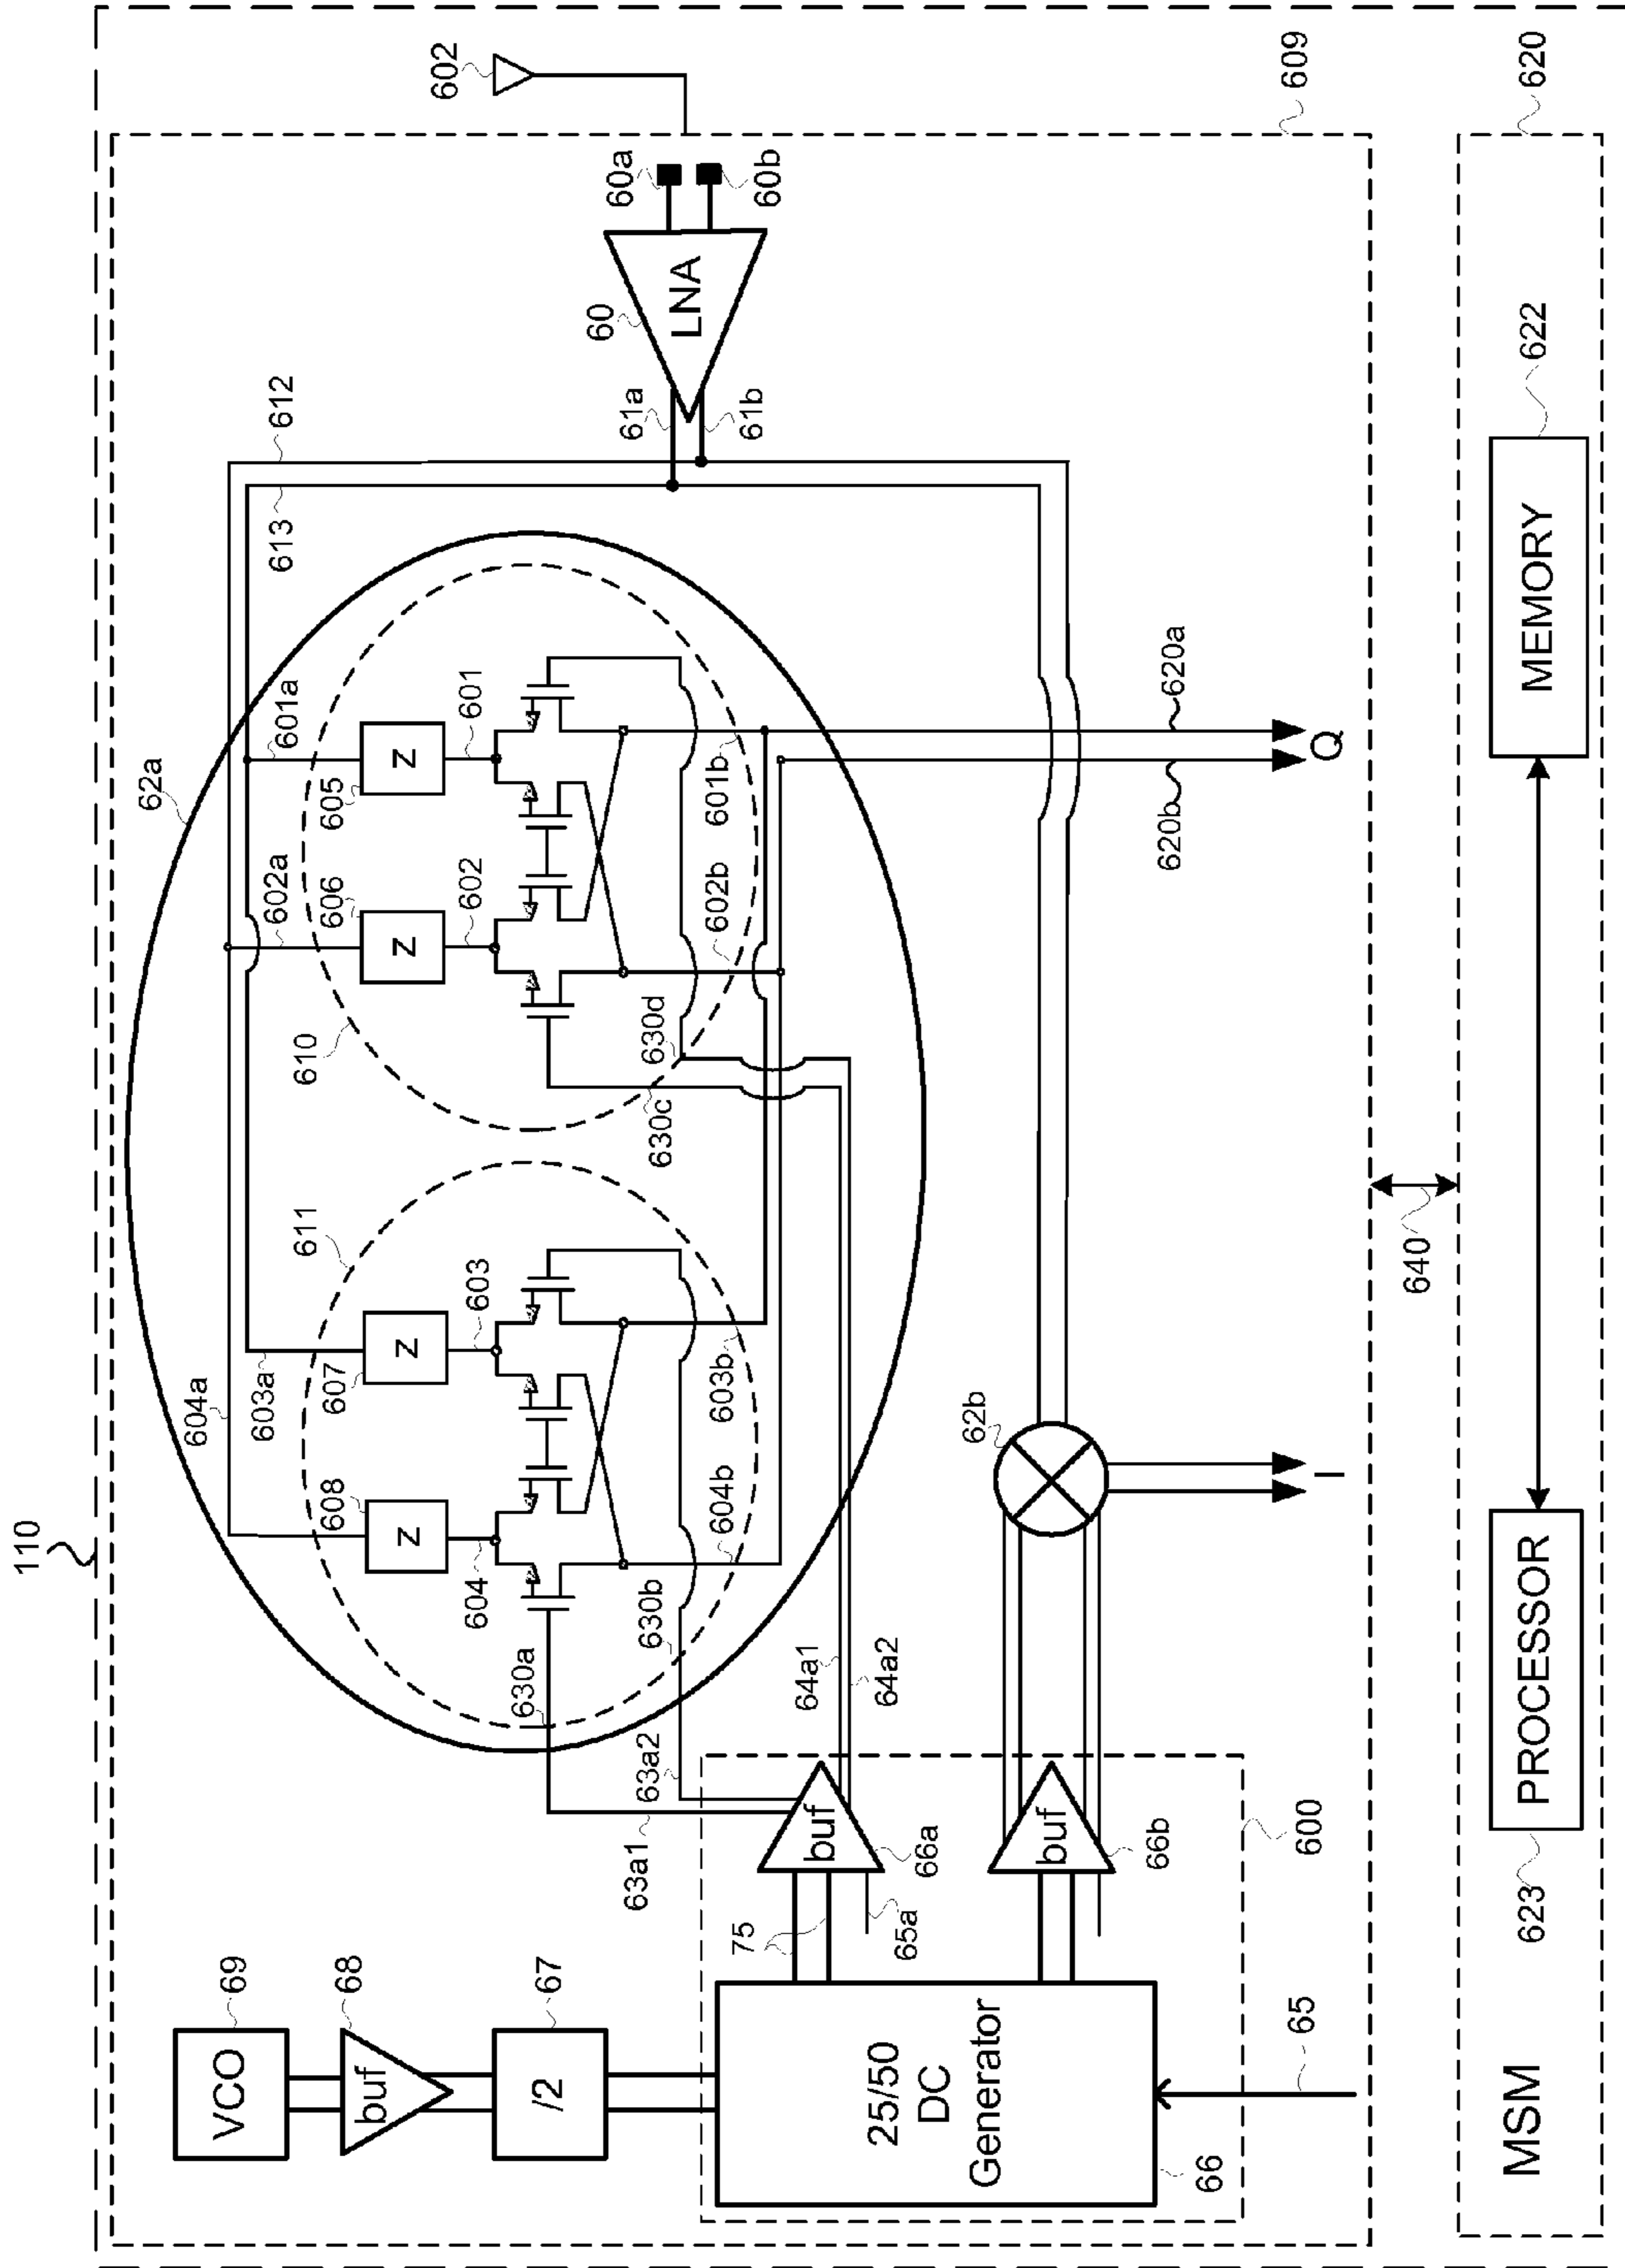 110
VCO
69
buf
68
/2
67
25/50
DC
Generator
66
65
75
buf
66a
65a
buf
66b
600
63a1
63a2
64a1
64a2
630a
630b
630c
630d
62a
611
604a
603a
608
Z
607
Z
604
603
604b
603b
610
602a
601a
606
Z
605
Z
602
601
602b
601b
612
613
61a
61b
60
LNA
60a
60b
602
609
62b
I
Q
620a
620b
640
620
MSM
PROCESSOR
623
MEMORY
622